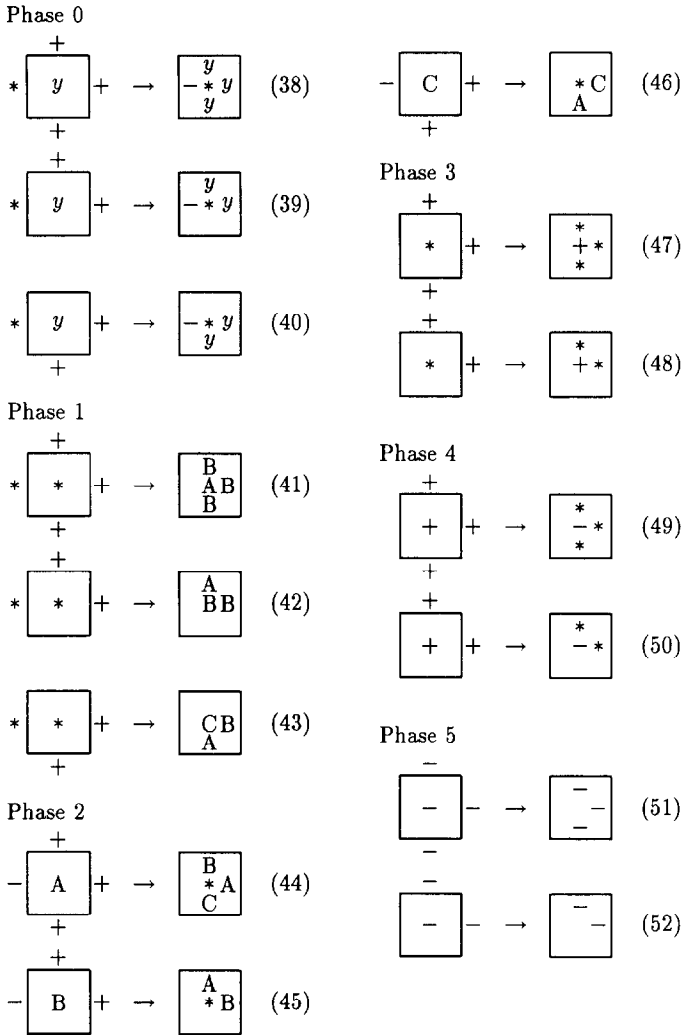 Phase 0
+
y
* y + → − * y (38)
y
+
+
y
* y + → − * y (39)
* y + → − * y (40)
y
+
Phase 1
+
B
* * + → A B (41)
B
+
+
A
* * + → B B (42)
* * + → C B (43)
A
+
Phase 2
+
B
− A + → * A (44)
C
+
+
A
− B + → * B (45)
− C + → * C (46)
A
+
Phase 3
+
*
* + → + * (47)
*
+
+
*
* + → + * (48)
Phase 4
+
*
+ + → − * (49)
*
+
+
*
+ + → − * (50)
Phase 5
−
−
− − → − (51)
−
−
−
−
− − → − (52)